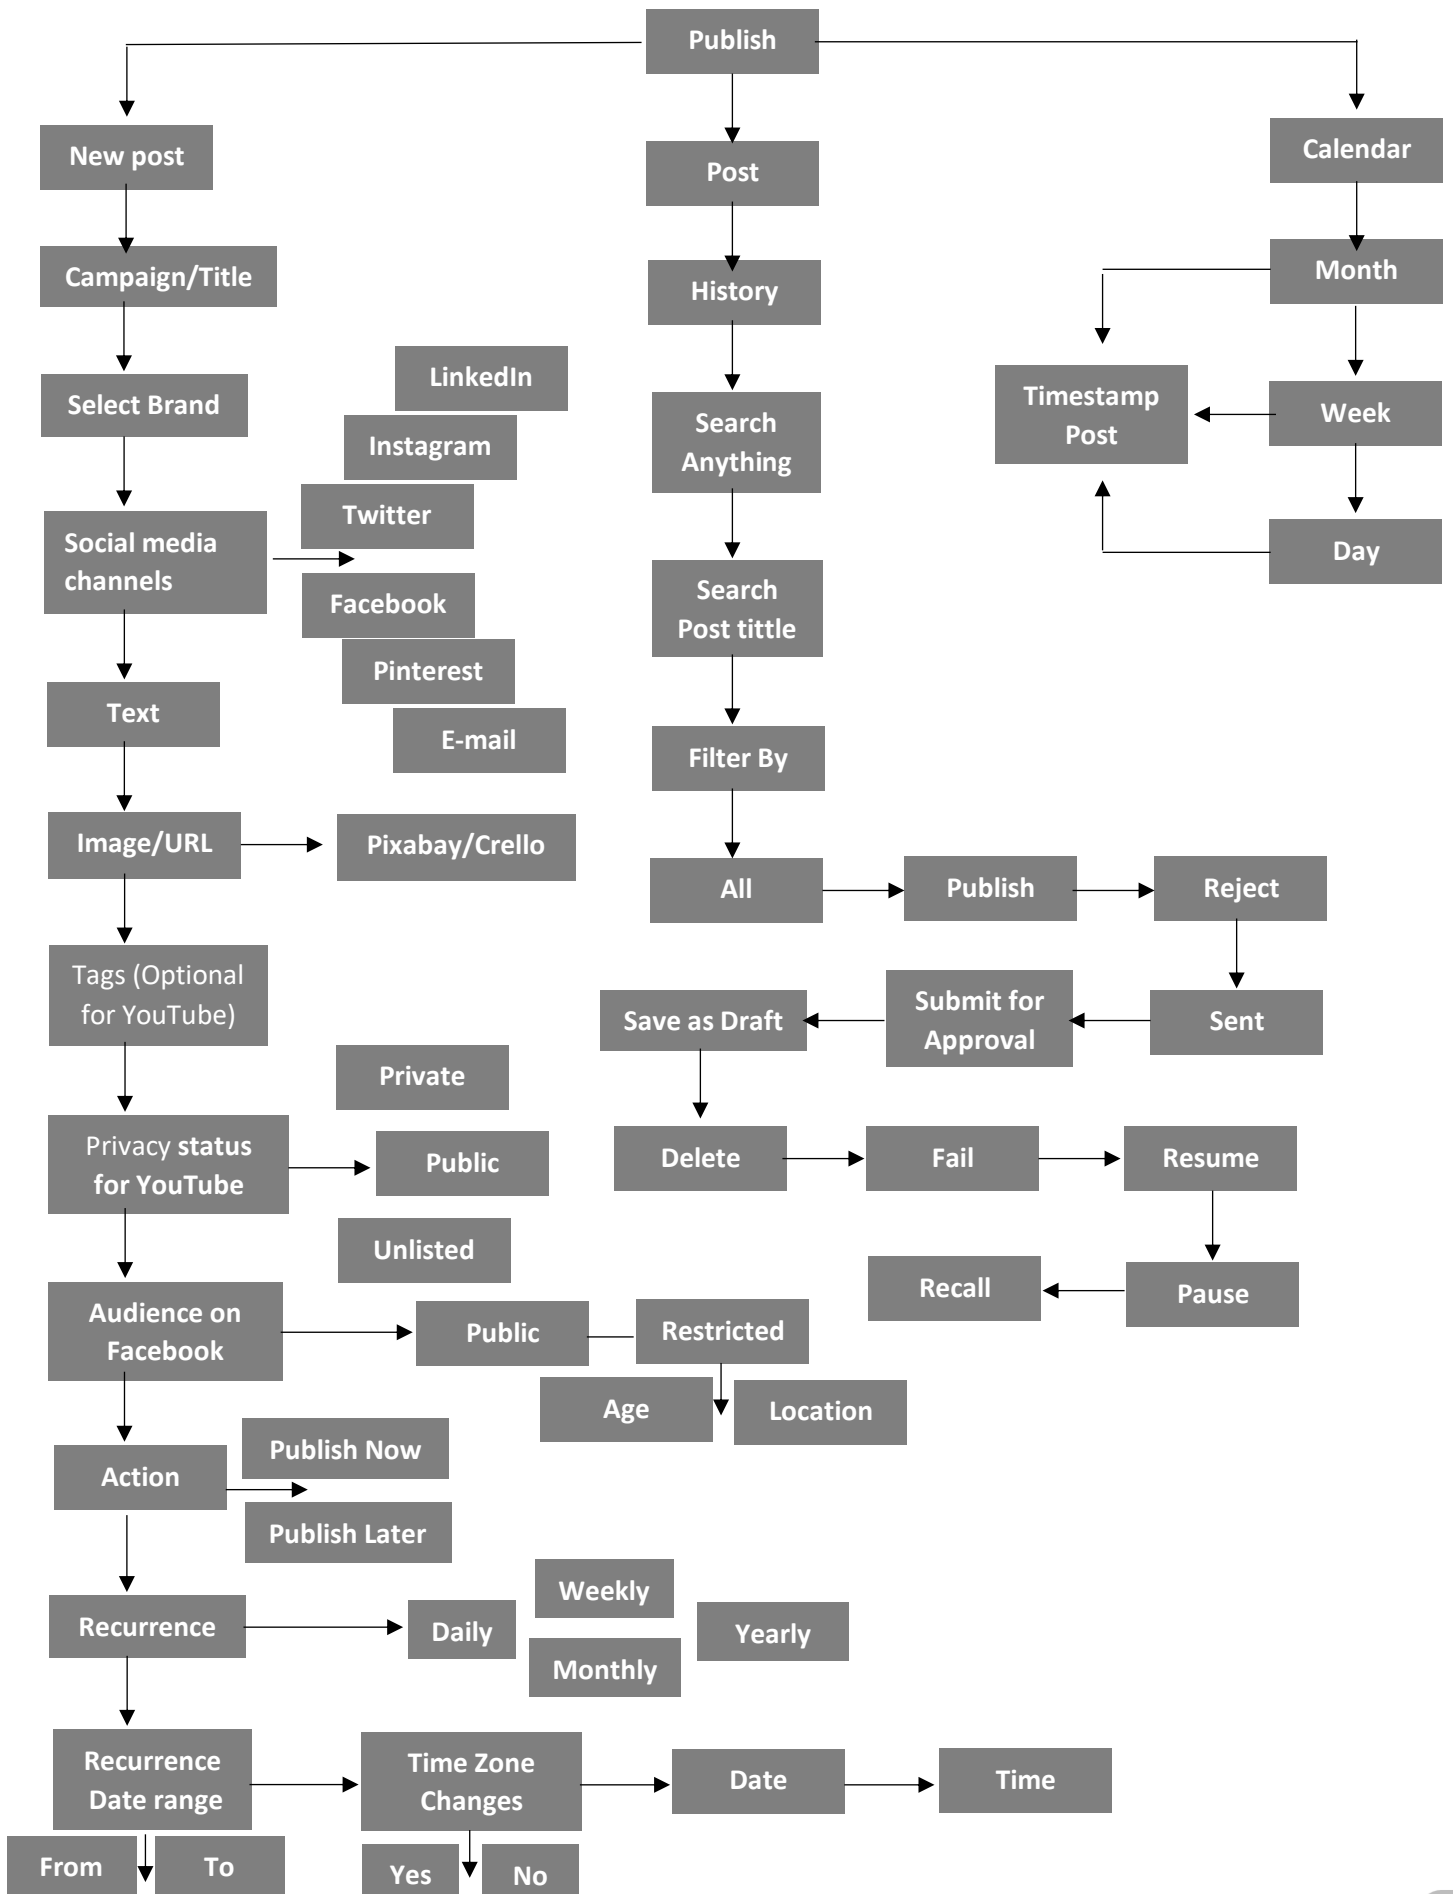 Publish
New post
Post
Calendar
Campaign/Title
History
Month
LinkedIn
Select Brand
Instagram
Search
Anything
Timestamp
Post
Week
Social media
channels
Twitter
Facebook
Search
Post tittle
Day
Pinterest
Text
E-mail
Filter By
Image/URL
Pixabay/Crello
All
Publish
Reject
Tags (Optional
for YouTube)
Save as Draft
Submit for
Approval
Sent
Private
Privacy status
for YouTube
Public
Unlisted
Delete
Fail
Resume
Recall
Pause
Audience on
Facebook
Public
Restricted
Age
Location
Action
Publish Now
Publish Later
Recurrence
Daily
Weekly
Monthly
Yearly
Recurrence
Date range
Time Zone
Changes
Date
Time
From
To
Yes
No